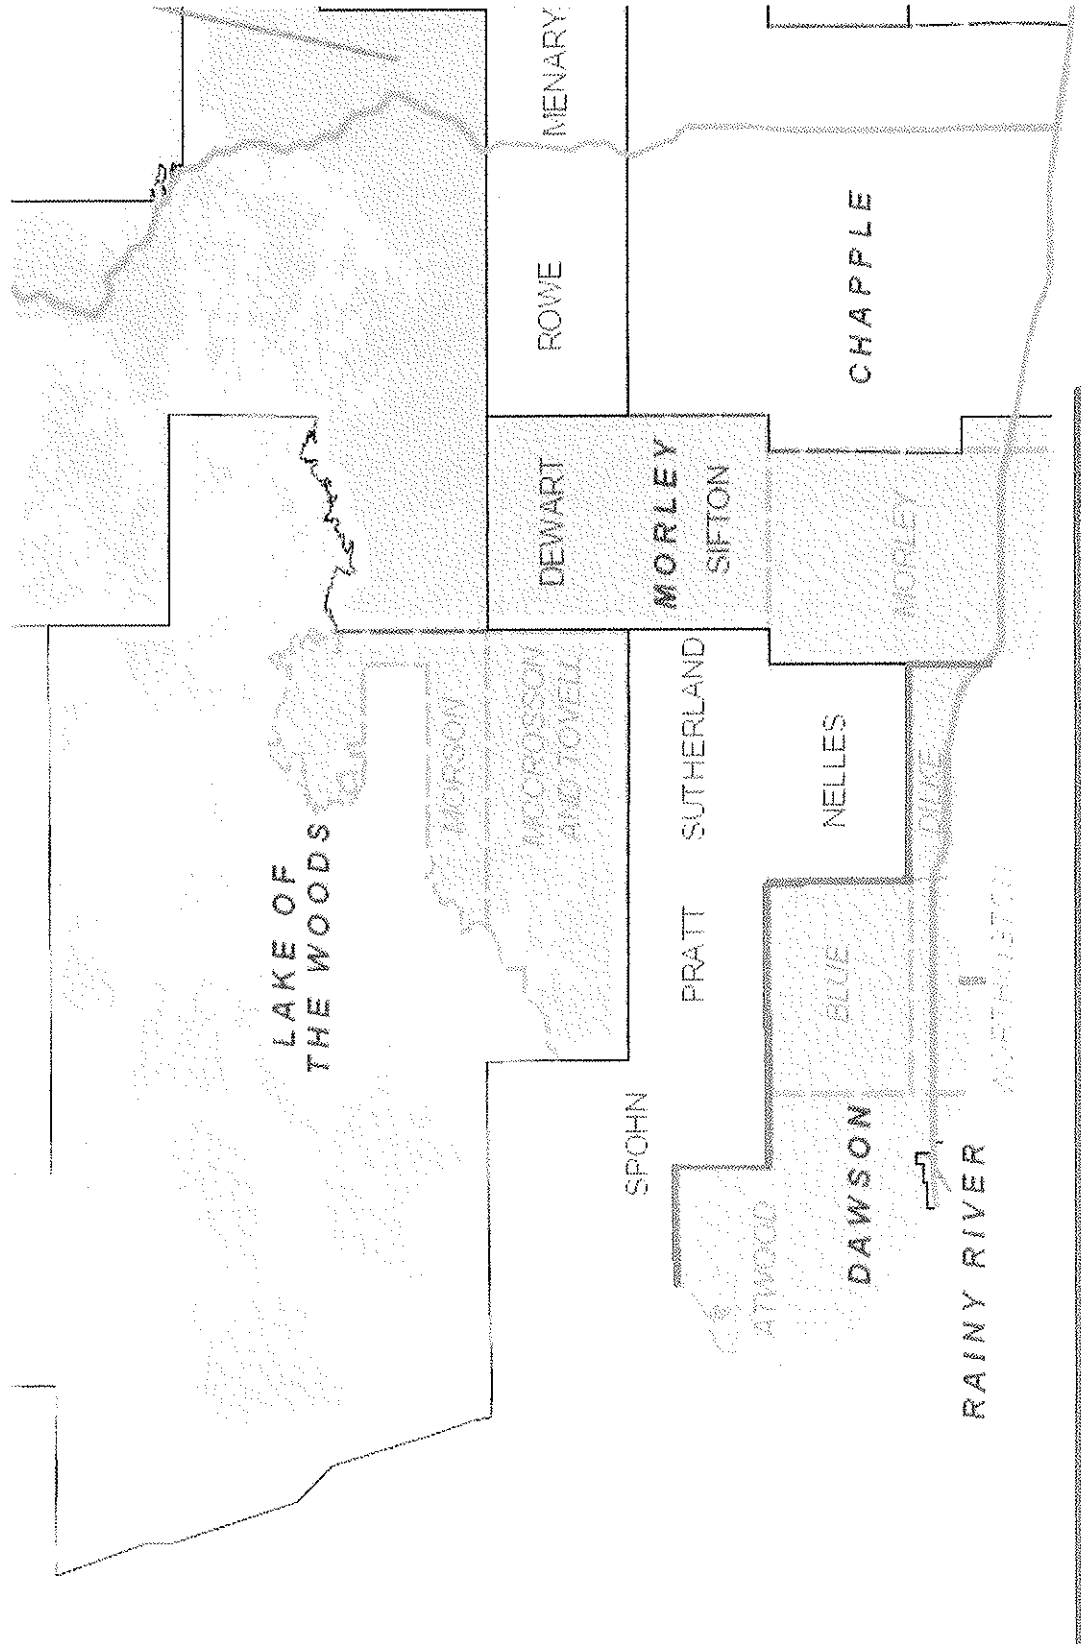 MENARY
ROWE
CHAPPLE
DEWART
MORLEY
SIFTON
MORLEY
LAKE OF
THE WOODS
MORSON
MCCROSSON
AND TOVELL
SUTHERLAND
NELLES
DILKE
PRATT
BLUE
SPOHN
ATWOOD
DAWSON
RAINY RIVER